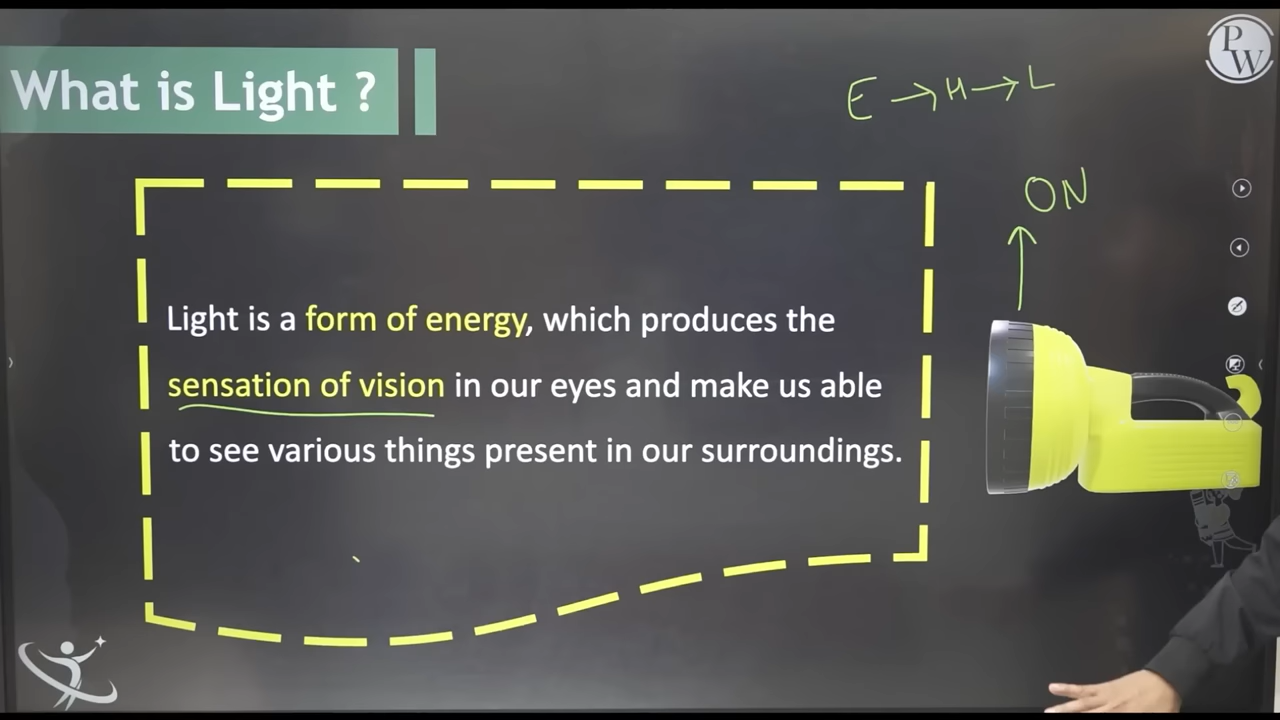 What is Light ?
E → H → L
ON
Light is a form of energy, which produces the
sensation of vision in our eyes and make us able
to see various things present in our surroundings.
PW